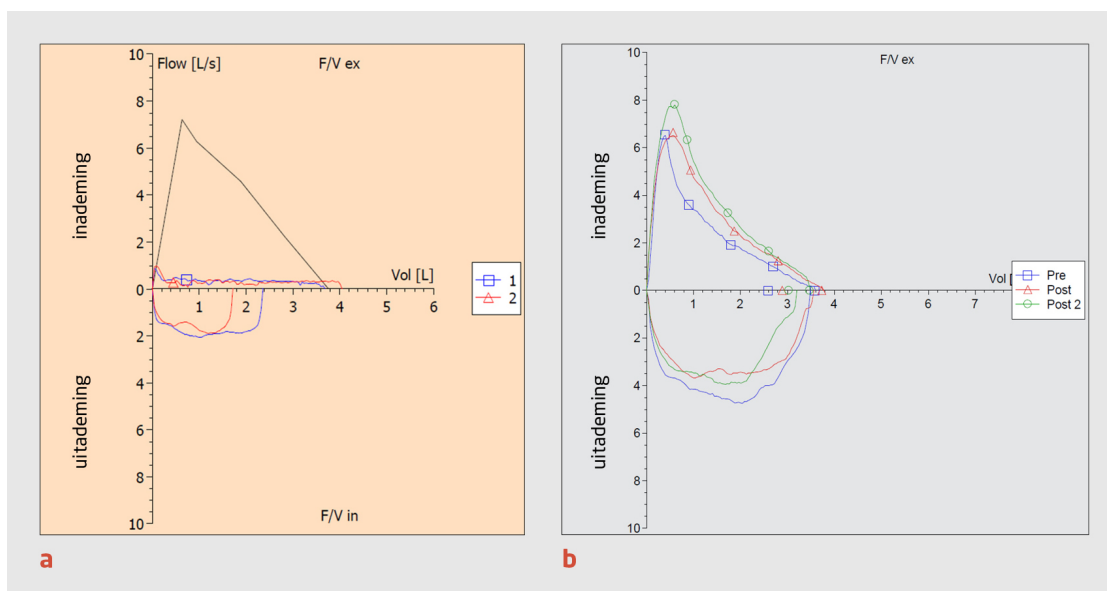 Flow [L/s]
F/V ex
10
8
6
4
2
0
2
4
6
8
10
Vol [L]
1 2 3 4 5 6
inademing
uitademing
F/V in
1
2
a
F/V ex
10
8
6
4
2
0
2
4
6
8
10
Vol [
1 2 3 4 5 6 7
inademing
uitademing
Pre
Post
Post 2
b